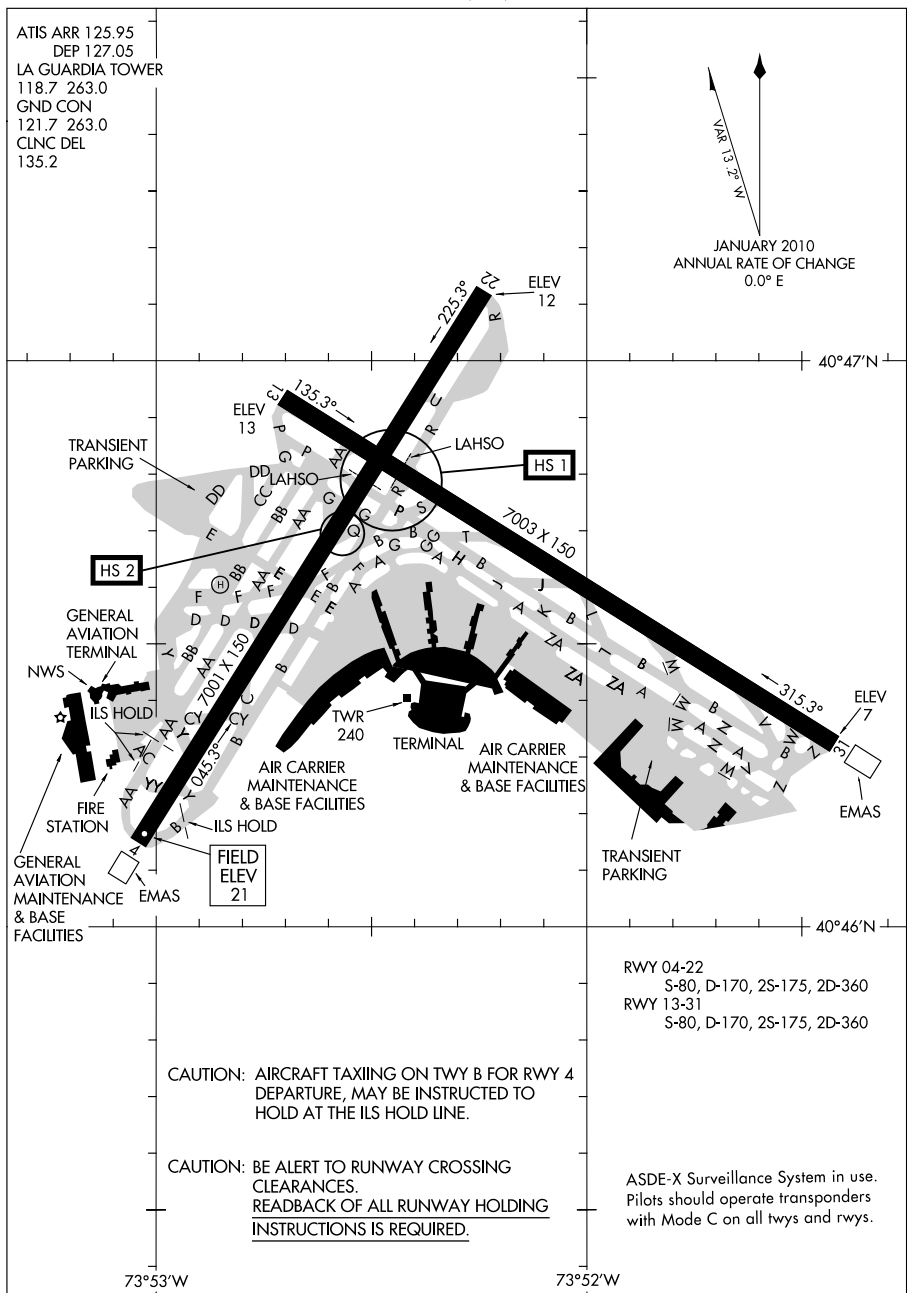 ATIS ARR 125.95
DEP 127.05
LA GUARDIA TOWER
118.7 263.0
GND CON
121.7 263.0
CLNC DEL
135.2
VAR 13.2° W
JANUARY 2010
ANNUAL RATE OF CHANGE
0.0° E
22
ELEV
12
225.3°
R
40°47'N
13
135.3°
ELEV
13
U
R
LAHSO
HS 1
TRANSIENT
PARKING
P
G
P
AA
DD
LAHSO
DD
CC
BB
AA
G
R
P
S
7003 X 150
E
Q
G
B
B
G
T
G
G
A
H
B
HS 2
H
BB
AA
E
F
F
A
F
F
F
E
B
A
E
I
A
J
K
B
L
D
D
D
D
GENERAL
AVIATION
TERMINAL
NWS
ILS HOLD
Y
BB
AA
7001 X 150
B
ZA
ZA
ZA
L
B
A
M
M
M
B
N
A
315.3°
ELEV
7
31
AA
Y
CY
C
CY
B
045.3°
TWR
240
TERMINAL
AIR CARRIER
MAINTENANCE
& BASE FACILITIES
AIR CARRIER
MAINTENANCE
& BASE FACILITIES
N
M
V
W
B
Z
Z
EMAS
AC
AA
YY
Y
B
ILS HOLD
FIRE
STATION
4
EMAS
FIELD
ELEV
21
TRANSIENT
PARKING
GENERAL
AVIATION
MAINTENANCE
& BASE
FACILITIES
40°46'N
RWY 04-22
S-80, D-170, 2S-175, 2D-360
RWY 13-31
S-80, D-170, 2S-175, 2D-360
CAUTION: AIRCRAFT TAXIING ON TWY B FOR RWY 4
DEPARTURE, MAY BE INSTRUCTED TO
HOLD AT THE ILS HOLD LINE.
CAUTION: BE ALERT TO RUNWAY CROSSING
CLEARANCES.
READBACK OF ALL RUNWAY HOLDING
INSTRUCTIONS IS REQUIRED.
ASDE-X Surveillance System in use.
Pilots should operate transponders
with Mode C on all twys and rwys.
73°53'W
73°52'W